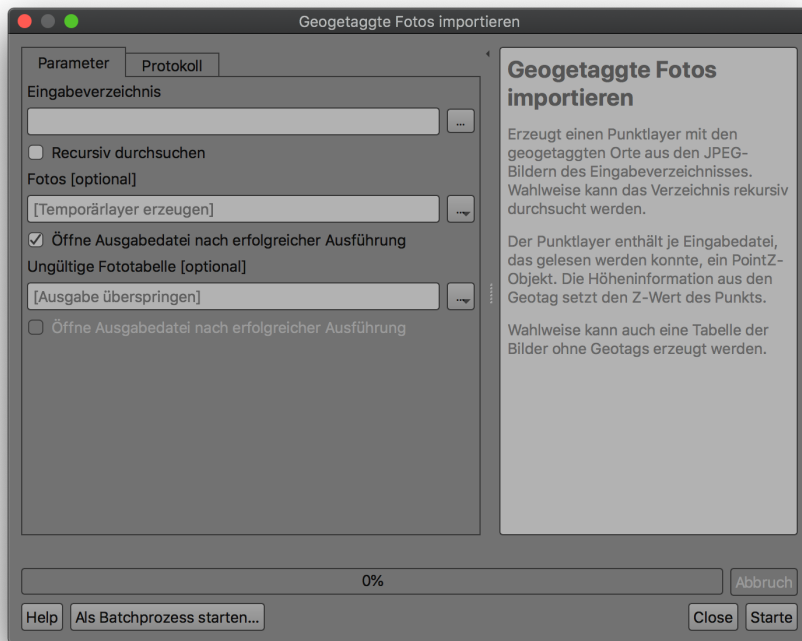 Geogetaggte Fotos importieren
Parameter
Protokoll
Eingabeverzeichnis
...
Recursiv durchsuchen
Fotos [optional]
[Temporärlayer erzeugen]
...
Öffne Ausgabedatei nach erfolgreicher Ausführung
Ungültige Fototabelle [optional]
[Ausgabe überspringen]
...
Öffne Ausgabedatei nach erfolgreicher Ausführung
Geogetaggte Fotos
importieren
Erzeugt einen Punktlayer mit den
geogetaggten Orte aus den JPEG-
Bildern des Eingabeverzeichnisses.
Wahlweise kann das Verzeichnis rekursiv
durchsucht werden.
Der Punktlayer enthält je Eingabedatei,
das gelesen werden konnte, ein PointZ-
Objekt. Die Höheninformation aus den
Geotag setzt den Z-Wert des Punkts.
Wahlweise kann auch eine Tabelle der
Bilder ohne Geotags erzeugt werden.
0%
Abbruch
Help
Als Batchprozess starten...
Close
Starte